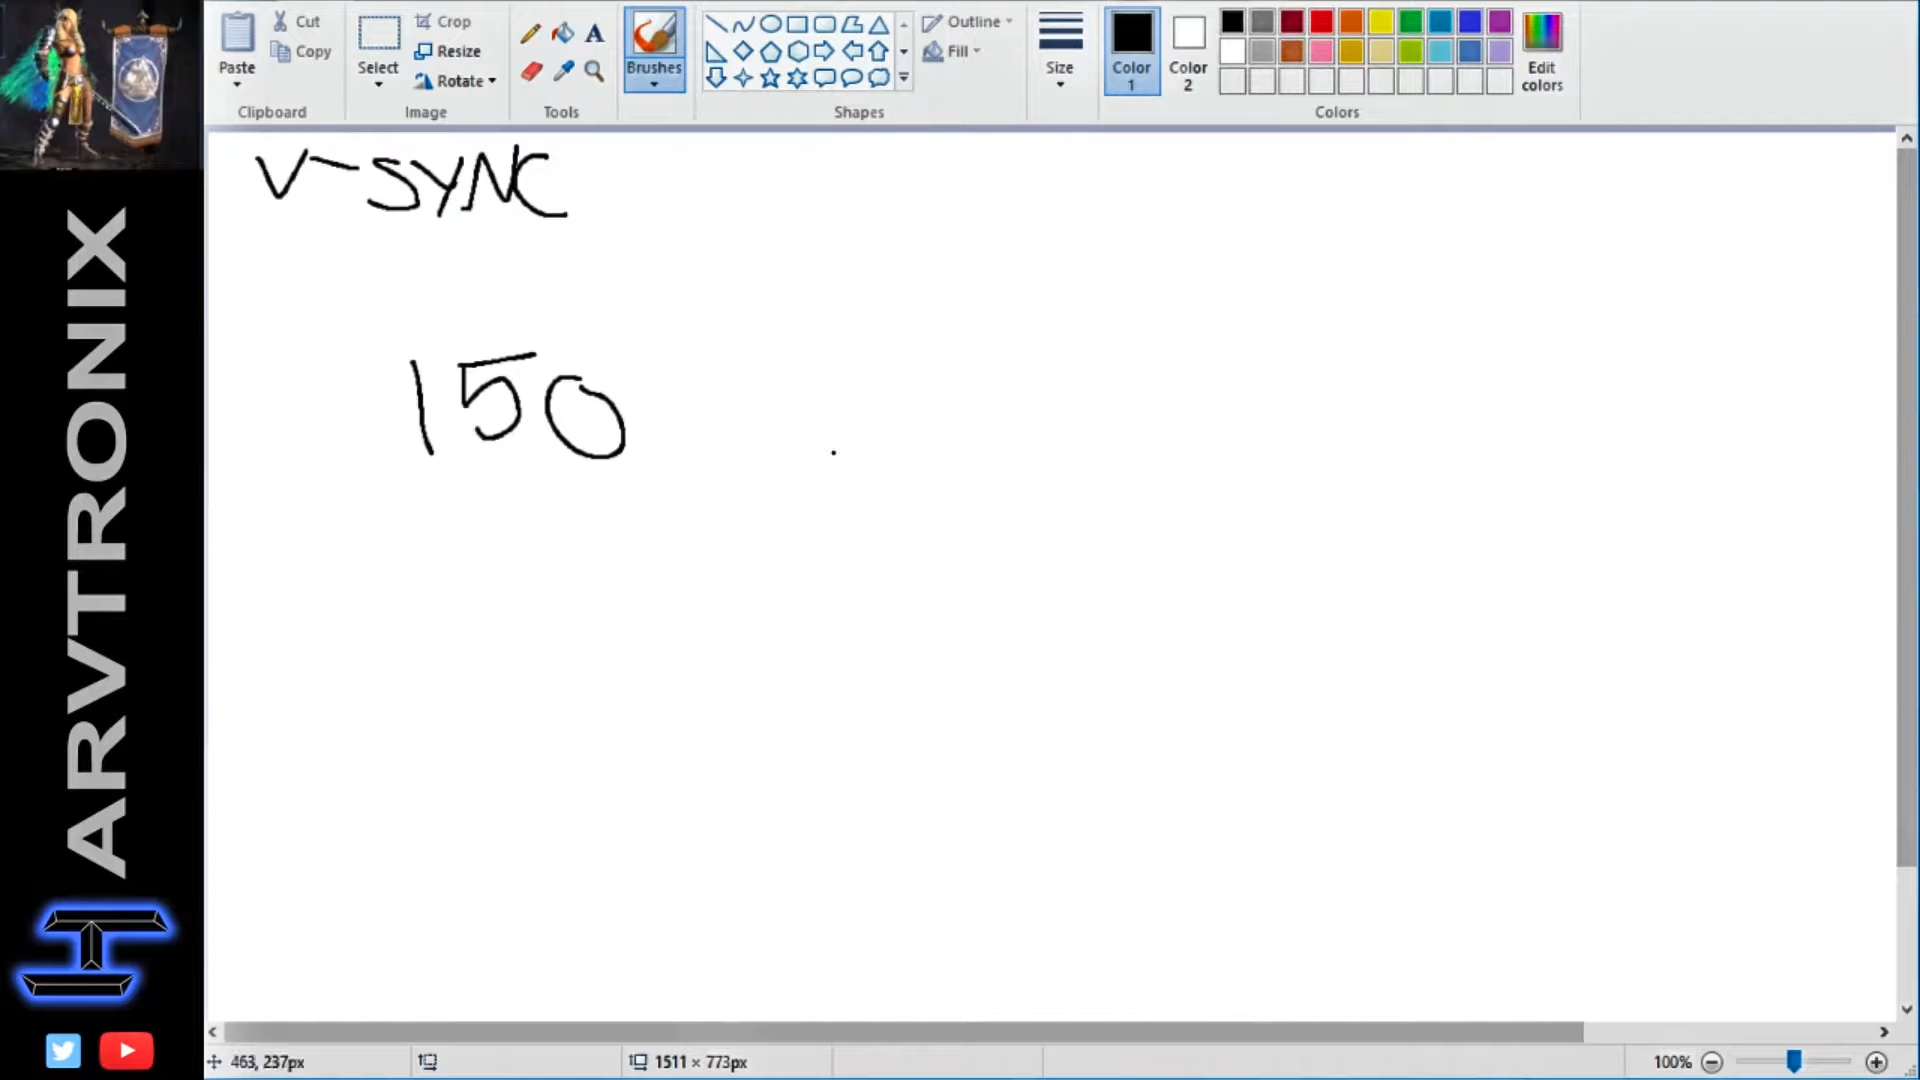 Cut
Copy
Paste
Clipboard
Select
Crop
Resize
Rotate
Image
A
Tools
Brushes
Shapes
Outline
Fill
Size
Color 1
Color 2
Edit colors
Colors
V-SYNC
150
ARVTRONIX
463, 237px
1511 × 773px
100%